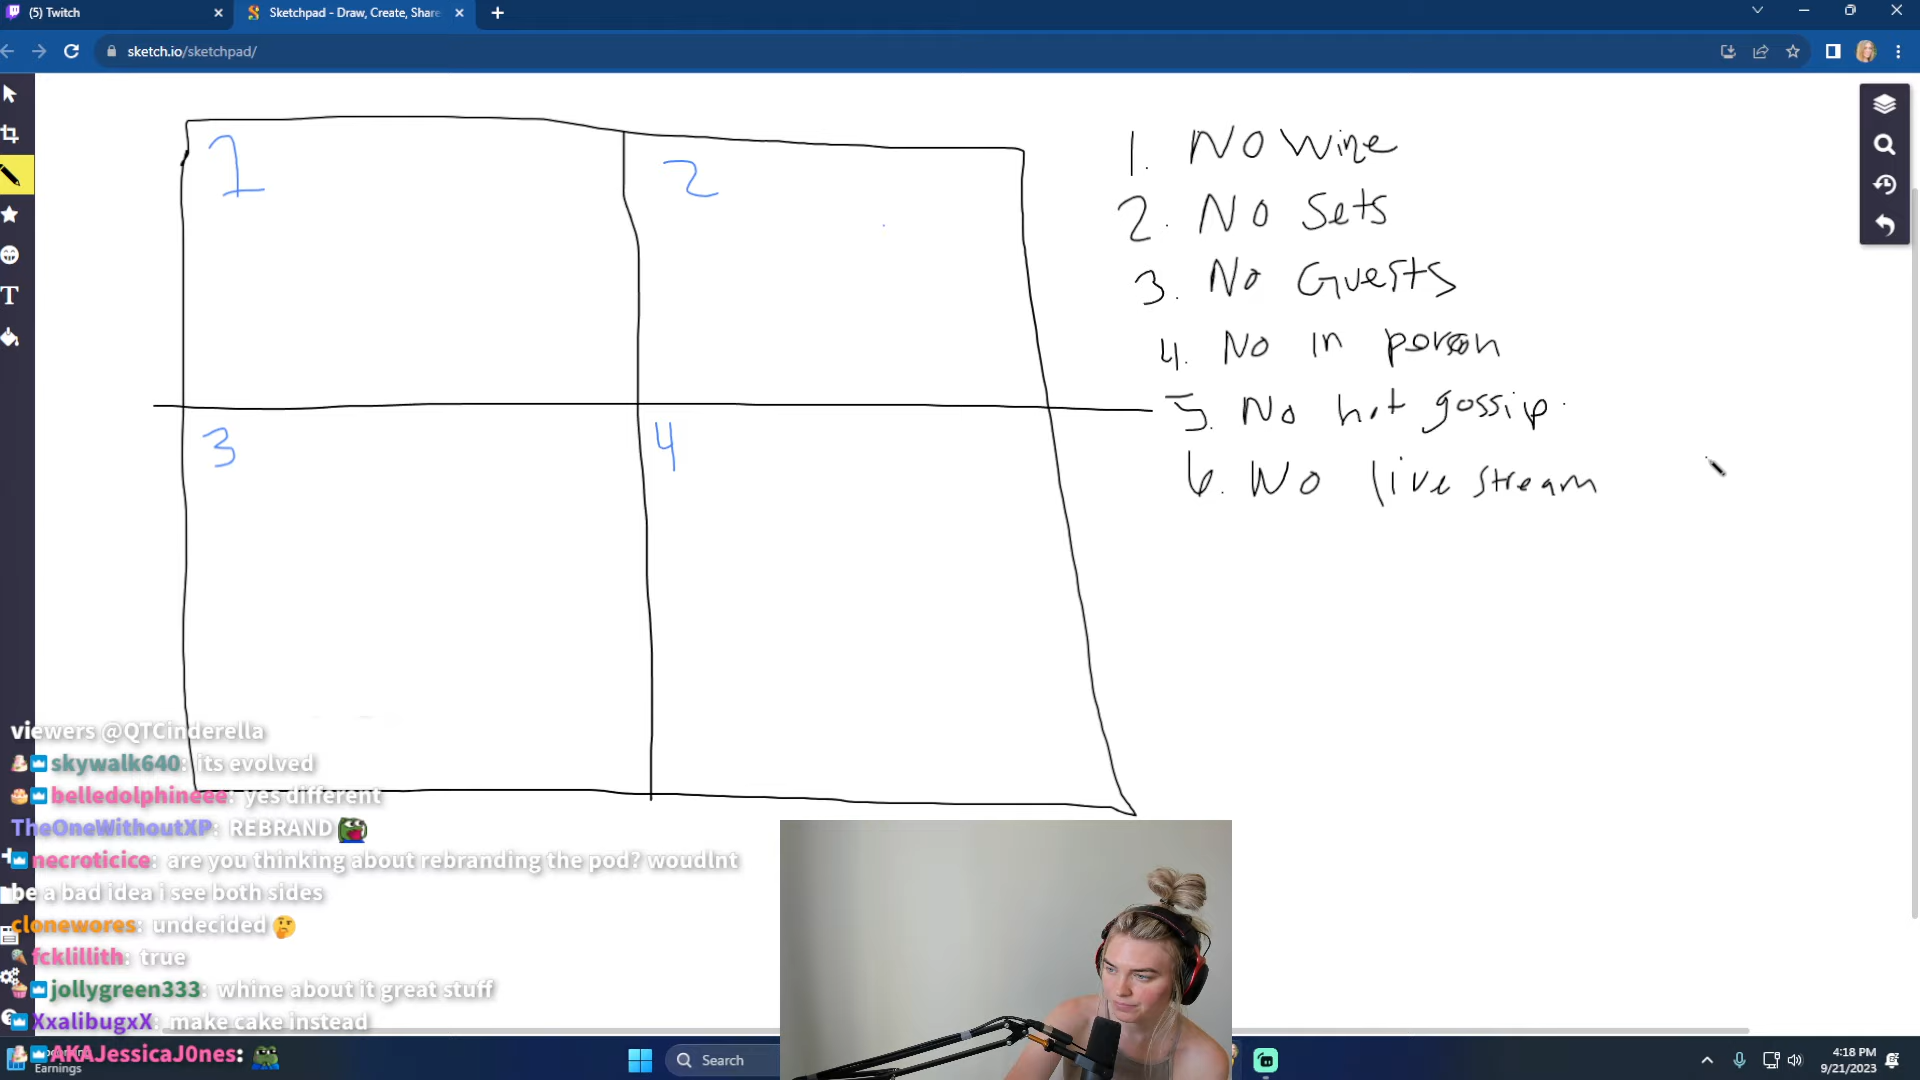 (5) Twitch
Sketchpad - Draw, Create, Share
sketch.io/sketchpad/
1
2
3
4
1. No Wine
2. No Sets
3. No Guests
4. No in person
5. No hot gossip.
6. No live stream
T
viewers @QTCinderella
skywalk640: its evolved
belledolphineee: yes different
TheOneWithoutXP: REBRAND
necroticice: are you thinking about rebranding the pod? woudlnt
be a bad idea i see both sides
clonewores: undecided
fcklillith: true
jollygreen333: whine about it great stuff
XxalibugxX: make cake instead
AKAJessicaJ0nes:
Earnings
Search
4:18 PM
9/21/2023